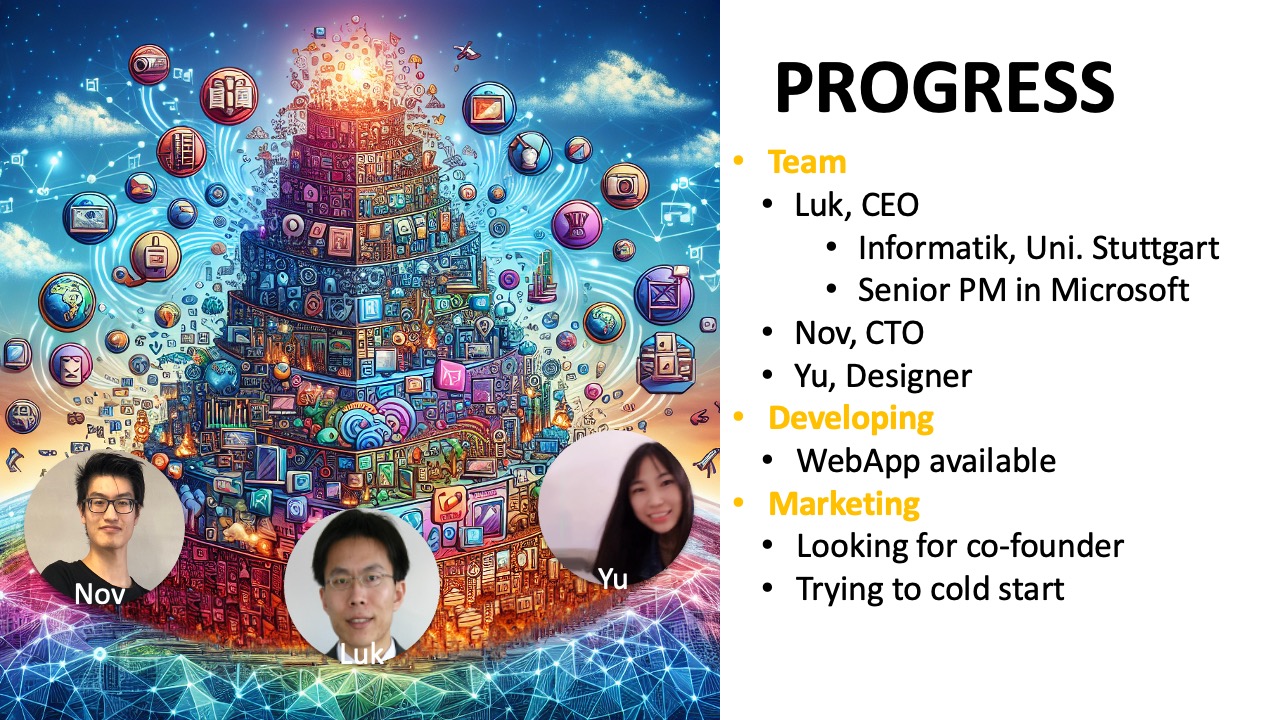 PROGRESS
• Team
• Luk, CEO
• Informatik, Uni. Stuttgart
• Senior PM in Microsoft
• Nov, CTO
• Yu, Designer
• Developing
• WebApp available
• Marketing
• Looking for co-founder
• Trying to cold start
Nov
Luk
Yu